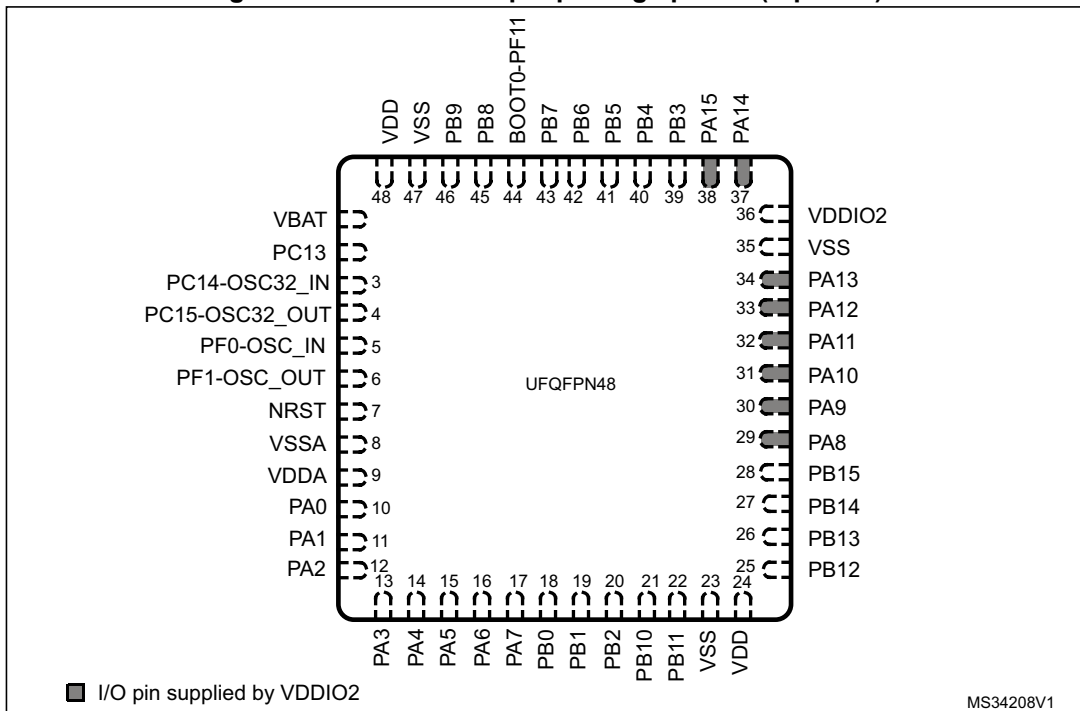 VDD
VSS
PB9
PB8
BOOT0-PF11
PB7
PB6
PB5
PB4
PB3
PA15
PA14
48
47
46
45
44
43
42
41
40
39
38
37
VBAT
PC13
PC14-OSC32_IN 3
PC15-OSC32_OUT 4
PF0-OSC_IN 5
PF1-OSC_OUT 6
NRST 7
VSSA 8
VDDA 9
PA0 10
PA1 11
PA2 12
UFQFPN48
36 VDDIO2
35 VSS
34 PA13
33 PA12
32 PA11
31 PA10
30 PA9
29 PA8
28 PB15
27 PB14
26 PB13
25 PB12
13
14
15
16
17
18
19
20
21
22
23
24
PA3
PA4
PA5
PA6
PA7
PB0
PB1
PB2
PB10
PB11
VSS
VDD
I/O pin supplied by VDDIO2
MS34208V1